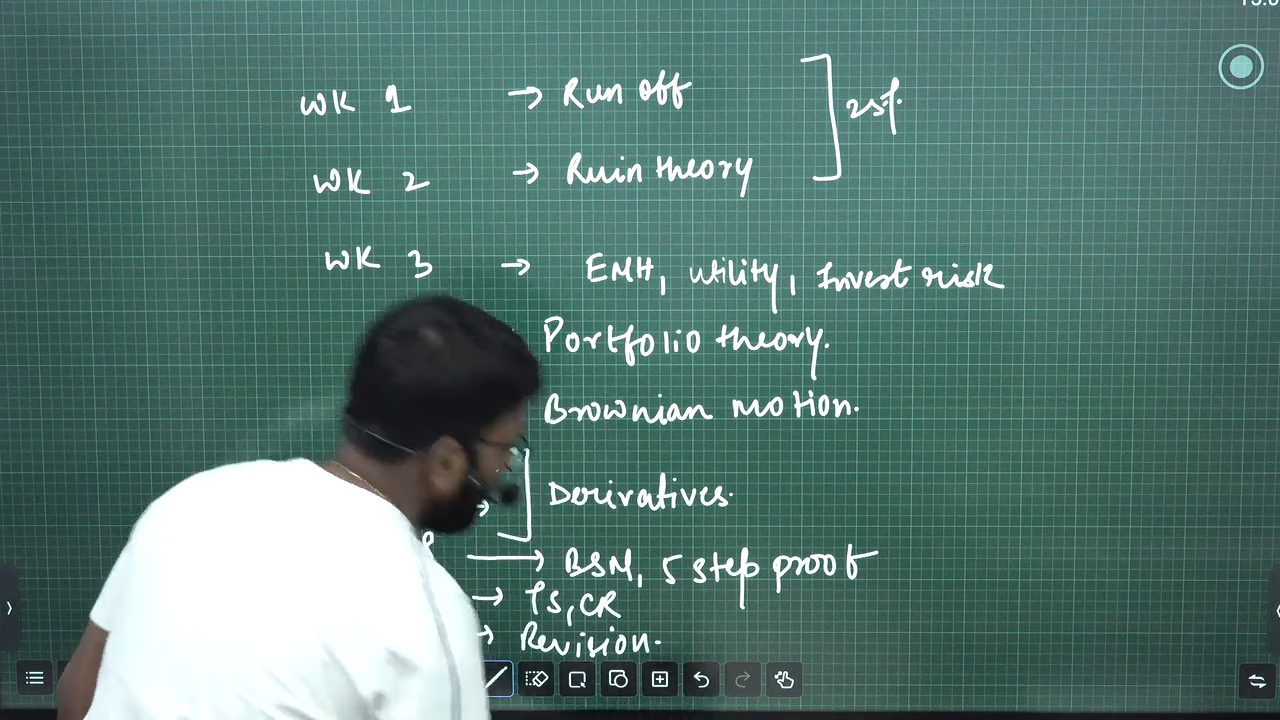 WK 1 → Run off
25%
WK 2 → Ruin theory
WK 3 → EMH, utility, Invest risk
Portfolio theory.
Brownian motion.
Derivatives.
→ BSM, 5 step proof
→ TS, CR
→ Revision.